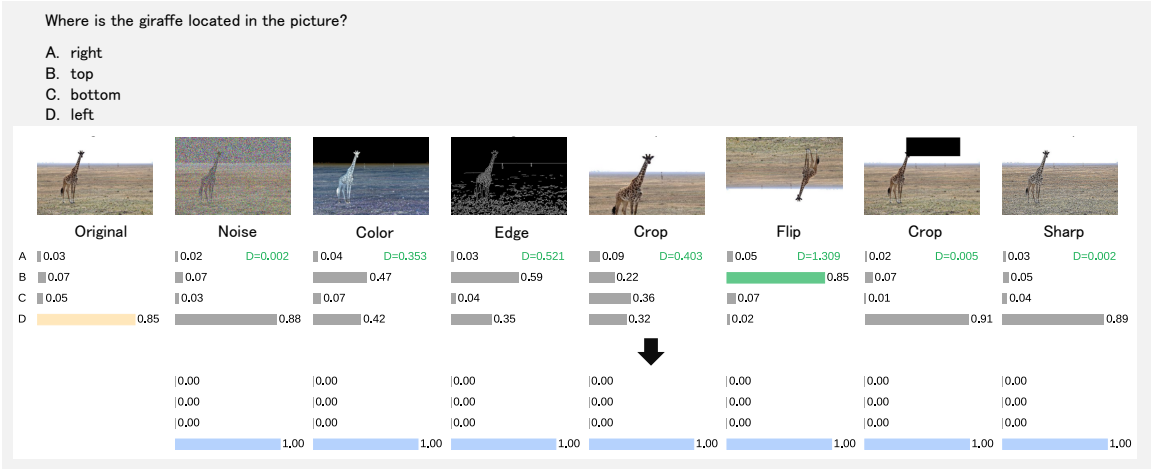 Where is the giraffe located in the picture?
A. right
B. top
C. bottom
D. left
Original Noise Color Edge Crop Flip Crop Sharp
A 0.03 0.02 D=0.002 0.04 D=0.353 0.03 D=0.521 0.09 D=0.403 0.05 D=1.309 0.02 D=0.005 0.03 D=0.002
B 0.07 0.07 0.47 0.59 0.22 0.85 0.07 0.05
C 0.05 0.03 0.07 0.04 0.36 0.07 0.01 0.04
D 0.85 0.88 0.42 0.35 0.32 0.02 0.91 0.89
0.00 0.00 0.00 0.00 0.00 0.00 0.00
0.00 0.00 0.00 0.00 0.00 0.00 0.00
0.00 0.00 0.00 0.00 0.00 0.00 0.00
1.00 1.00 1.00 1.00 1.00 1.00 1.00